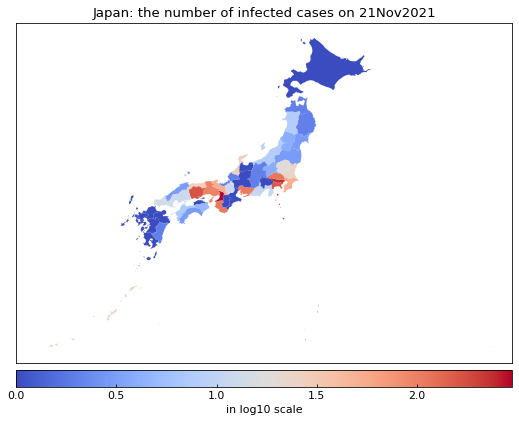 Japan: the number of infected cases on 21Nov2021
0.0 0.5 1.0 1.5 2.0
in log10 scale